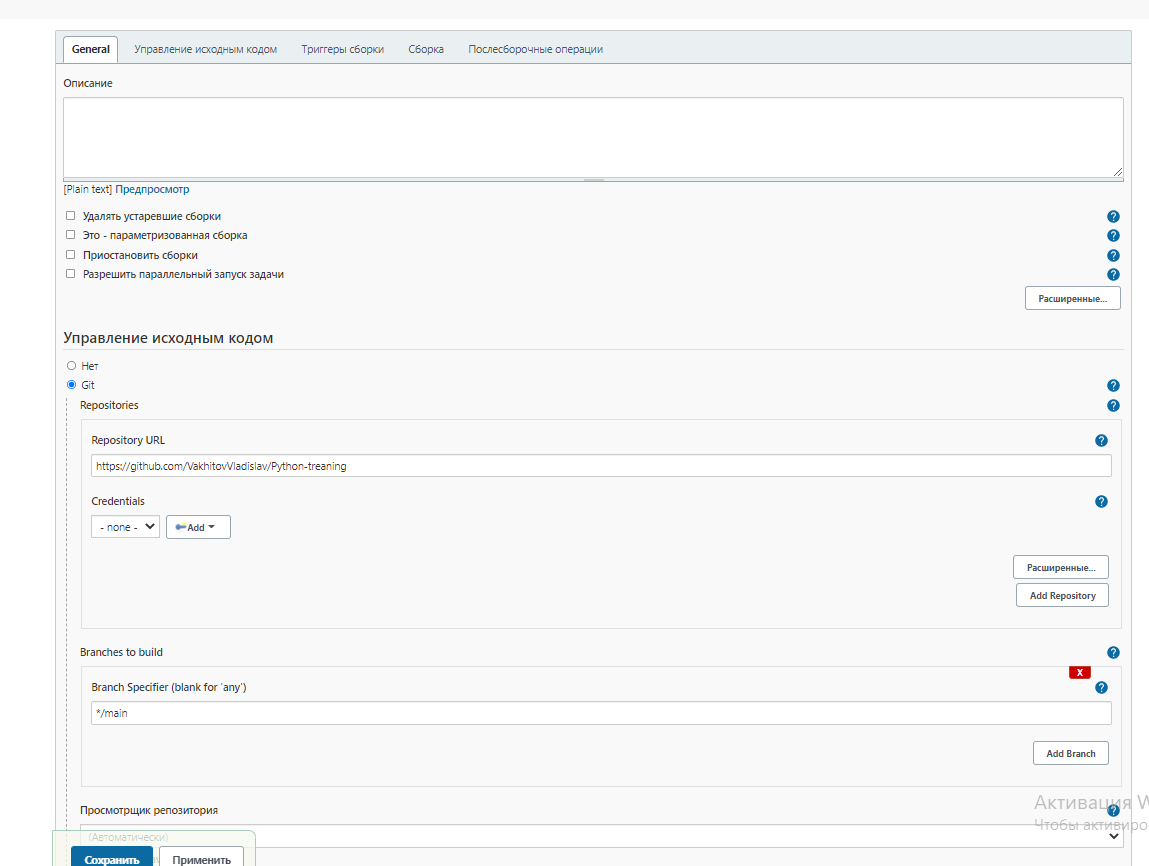 General Управление исходным кодом Триггеры сборки Сборка Послесборочные операции
Описание
[Plain text] Предпросмотр
Удалять устаревшие сборки
Это - параметризованная сборка
Приостановить сборки
Разрешить параллельный запуск задачи
Расширенные...
Управление исходным кодом
Нет
Git
Repositories
Repository URL
https://github.com/VakhitovVladislav/Python-treaning
Credentials
- none - Add
Расширенные...
Add Repository
Branches to build
X
Branch Specifier (blank for 'any')
*/main
Add Branch
Активация W
Просмотрщик репозитория
Чтобы активиро
(Автоматически)
Сохранить Применить